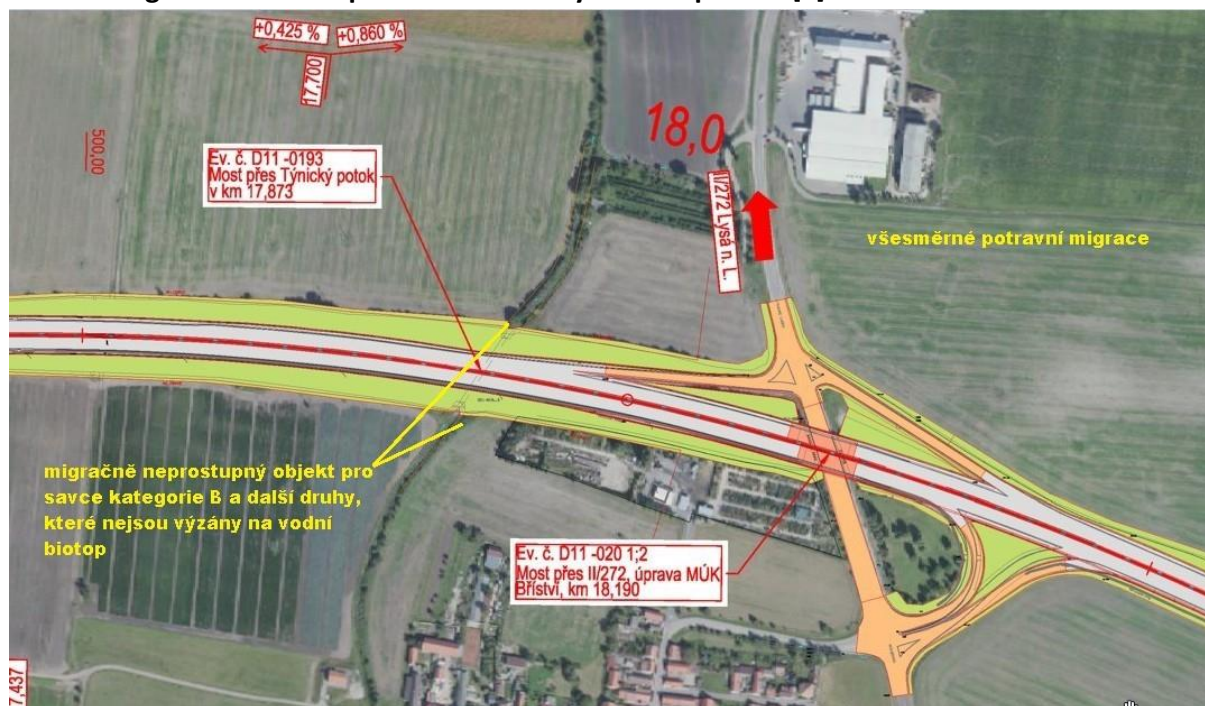 +0,425 % +0,860 %
17,700
500,00
Ev. č. D11 -0193
Most přes Týnický potok
v km 17,873
18,0
II/272 Lysá n. L.
všesměrné potravní migrace
migračně neprostupný objekt pro
savce kategorie B a další druhy,
které nejsou výzány na vodní
biotop
Ev. č. D11 -020 1;2
Most přes II/272, úprava MÚK
Bříství, km 18,190
7,437